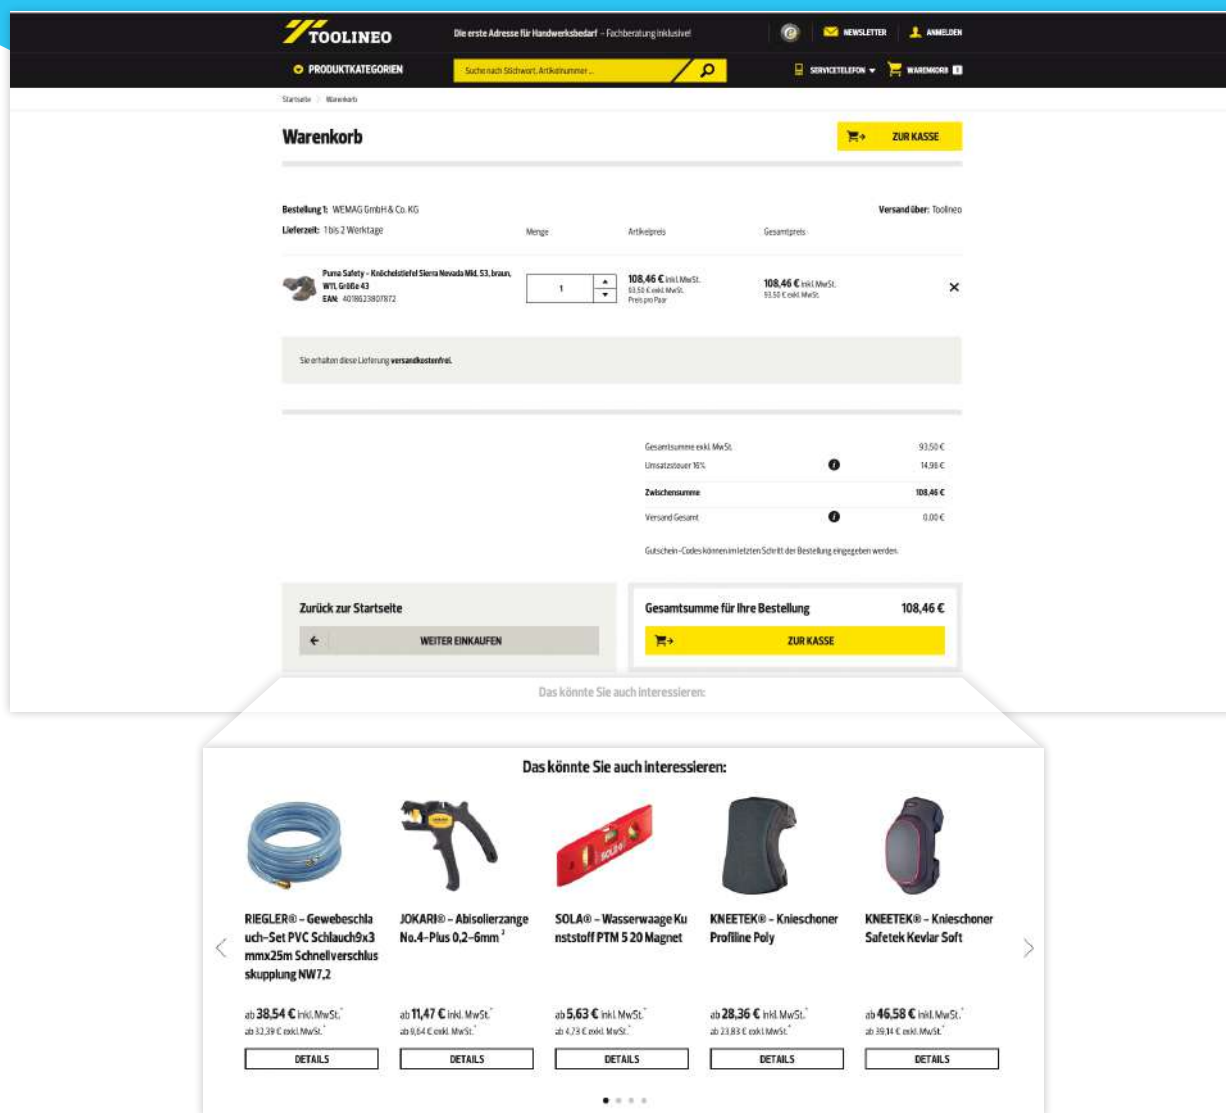 TOOLINEO
Die erste Adresse für Handwerksbedarf – Fachberatung inklusive!
NEWSLETTER
ANMELDEN
PRODUKTKATEGORIEN
Suche nach Stichwort, Artikelnummer ...
SERVICETELEFON
WARENKORB 1
Startseite > Warenkorb
Warenkorb
ZUR KASSE
Bestellung 1: WEMAG GmbH & Co. KG
Versand über: Toolineo
Lieferzeit: 1 bis 2 Werktage
Menge
Artikelpreis
Gesamtpreis
Puma Safety – Knöchelstiefel Sierra Nevada Mid, S3, braun,
W11, Größe 43
EAN: 4018623807872
1
108,46 € inkl. MwSt.
93,50 € exkl. MwSt.
Preis pro Paar
108,46 € inkl. MwSt.
93,50 € exkl. MwSt.
Sie erhalten diese Lieferung versandkostenfrei.
Gesamtsumme exkl. MwSt. 93,50 €
Umsatzsteuer 16% i 14,96 €
Zwischensumme 108,46 €
Versand Gesamt i 0,00 €
Gutschein-Codes können im letzten Schritt der Bestellung eingegeben werden.
Zurück zur Startseite
WEITER EINKAUFEN
Gesamtsumme für Ihre Bestellung 108,46 €
ZUR KASSE
Das könnte Sie auch interessieren:
Das könnte Sie auch interessieren:
RIEGLER® – Gewebeschla
uch-Set PVC Schlauch9x3
mmx25m Schnellverschlus
skupplung NW7,2
ab 38,54 € inkl. MwSt.*
ab 32,39 € exkl. MwSt.*
DETAILS
JOKARI® – Abisolierzange
No.4-Plus 0,2-6mm ²
ab 11,47 € inkl. MwSt.*
ab 9,64 € exkl. MwSt.*
DETAILS
SOLA
SOLA® – Wasserwaage Ku
nststoff PTM 5 20 Magnet
ab 5,63 € inkl. MwSt.*
ab 4,73 € exkl. MwSt.*
DETAILS
KNEETEK® – Knieschoner
Profiline Poly
ab 28,36 € inkl. MwSt.*
ab 23,83 € exkl. MwSt.*
DETAILS
KNEETEK® – Knieschoner
Safetek Kevlar Soft
ab 46,58 € inkl. MwSt.*
ab 39,14 € exkl. MwSt.*
DETAILS